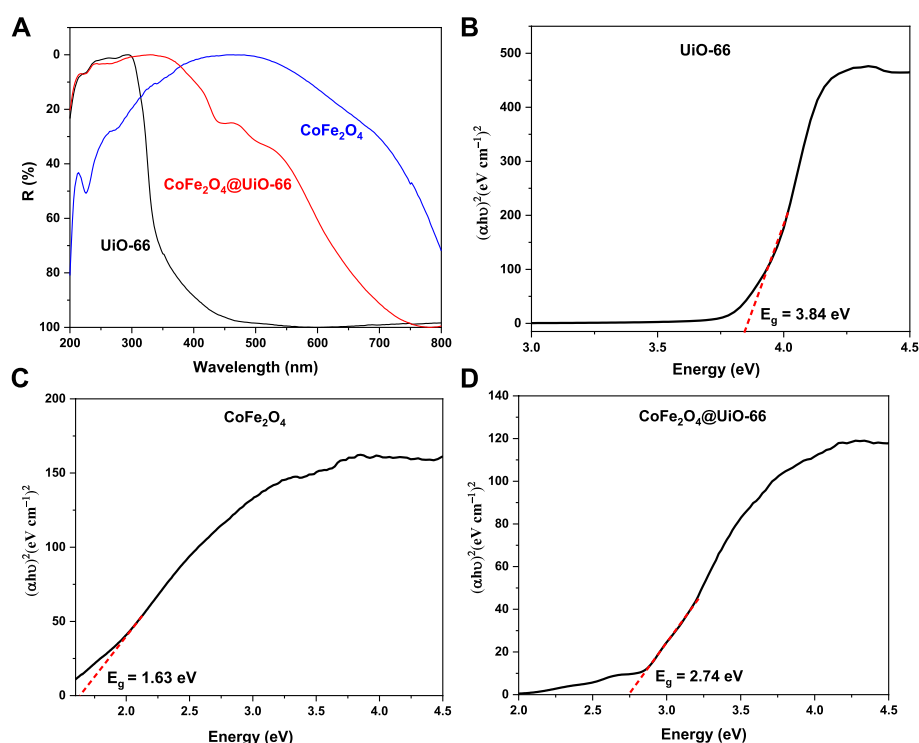 A
0
20
40
60
80
100
R (%)
CoFe₂O₄
CoFe₂O₄@UiO-66
UiO-66
200 300 400 500 600 700 800
Wavelength (nm)
B
UiO-66
500
400
300
200
100
0
(αhυ)²(eV cm⁻¹)²
E_g = 3.84 eV
3.0 3.5 4.0 4.5
Energy (eV)
C
CoFe₂O₄
200
150
100
50
0
(αhυ)²(eV cm⁻¹)²
E_g = 1.63 eV
2.0 2.5 3.0 3.5 4.0 4.5
Energy (eV)
D
CoFe₂O₄@UiO-66
140
120
100
80
60
40
20
0
(αhυ)²(eV cm⁻¹)²
E_g = 2.74 eV
2.0 2.5 3.0 3.5 4.0 4.5
Energy (eV)